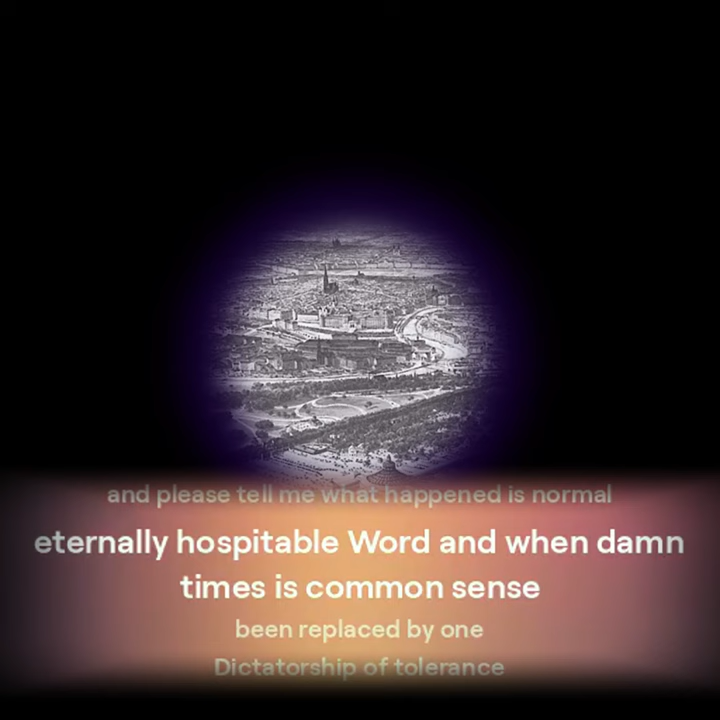 and please tell me what happened is normal
eternally hospitable Word and when damn
times is common sense
been replaced by one
Dictatorship of tolerance